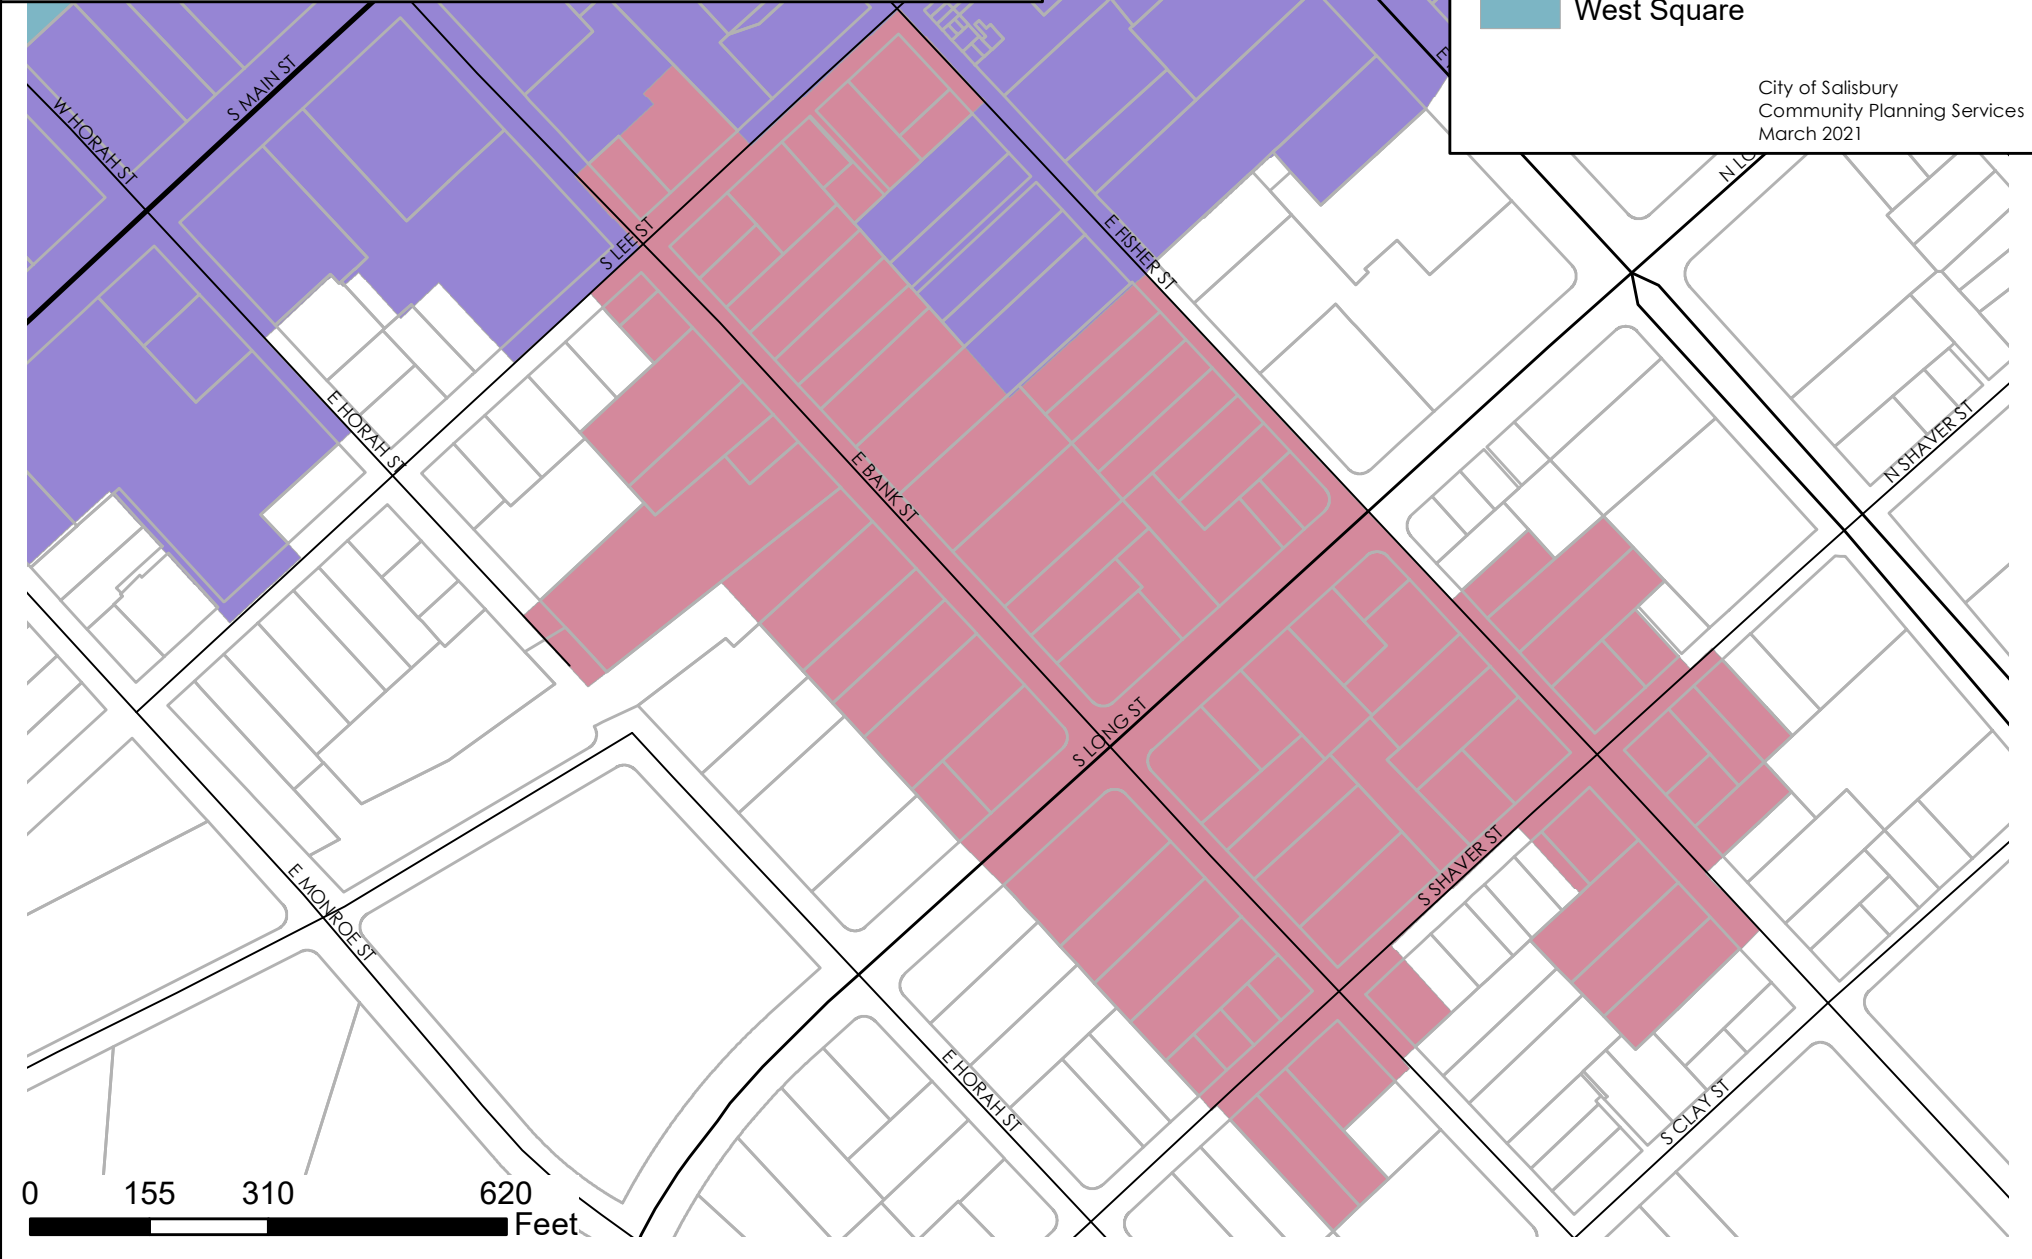 West Square
City of Salisbury
Community Planning Services
March 2021
S MAIN ST
W HORAH ST
N LO
E FISHER ST
S LEE ST
E HORAH ST
N SHAVER ST
E BANK ST
S LONG ST
S SHAVER ST
E MONROE ST
E HORAH ST
S CLAY ST
0 155 310 620
Feet